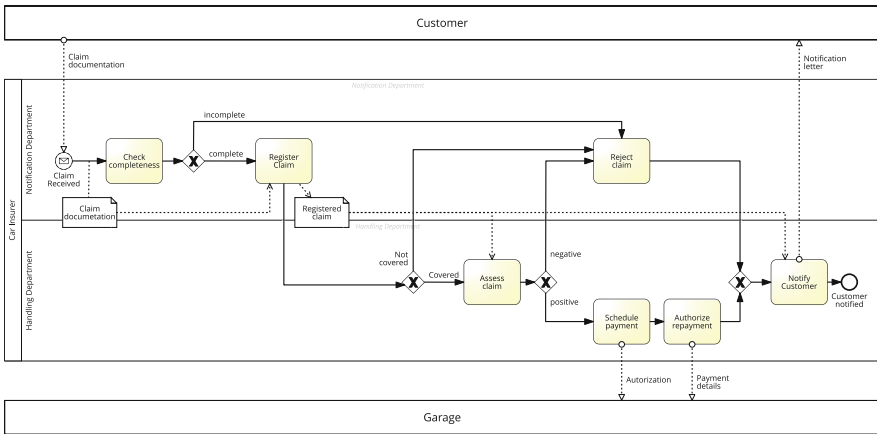 Customer
Claim
documentation
Notification
letter
Notification Department
Car Insurer
Notification Department
incomplete
Check
completeness
complete
Register
Claim
Reject
claim
Claim
Received
Claim
documetation
Registered
claim
Handling Department
Handling Department
Not
covered
Covered
Assess
claim
negative
positive
Notify
Customer
Customer
notified
Schedule
payment
Authorize
repayment
Autorization
Payment
details
Garage